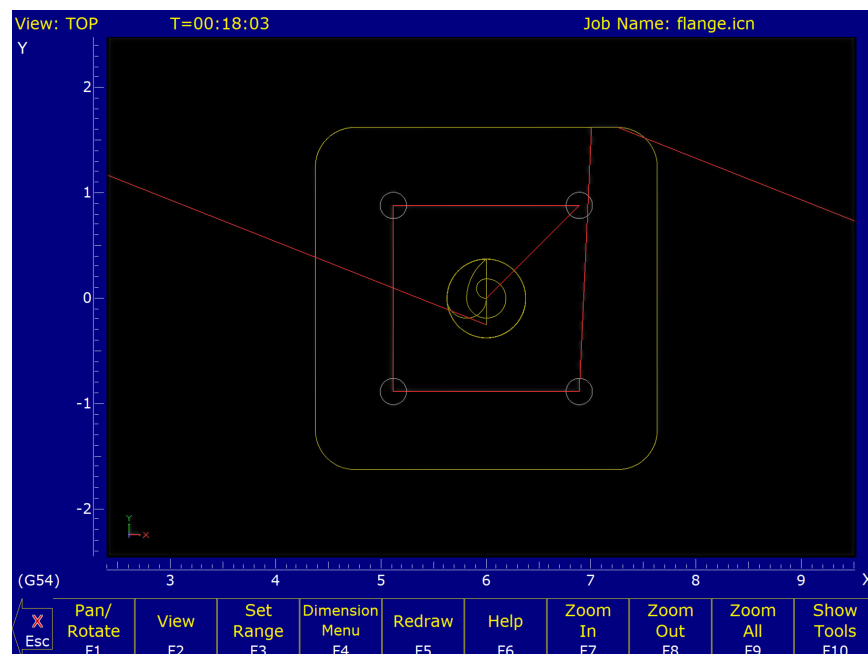 View: TOP T=00:18:03 Job Name: flange.icn
Y
2
1
0
-1
-2
Y
X
(G54) 3 4 5 6 7 8 9 X
X
Esc
Pan/
Rotate
F1
View
F2
Set
Range
F3
Dimension
Menu
F4
Redraw
F5
Help
F6
Zoom
In
F7
Zoom
Out
F8
Zoom
All
F9
Show
Tools
F10